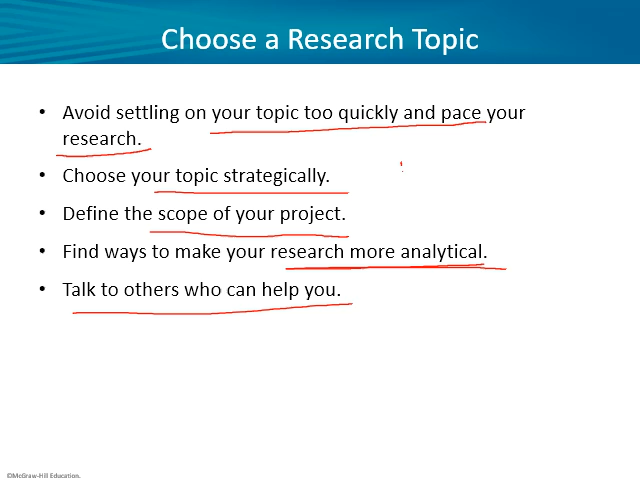 Choose a Research Topic
• Avoid settling on your topic too quickly and pace your
research.
• Choose your topic strategically.
• Define the scope of your project.
• Find ways to make your research more analytical.
• Talk to others who can help you.
©McGraw-Hill Education.